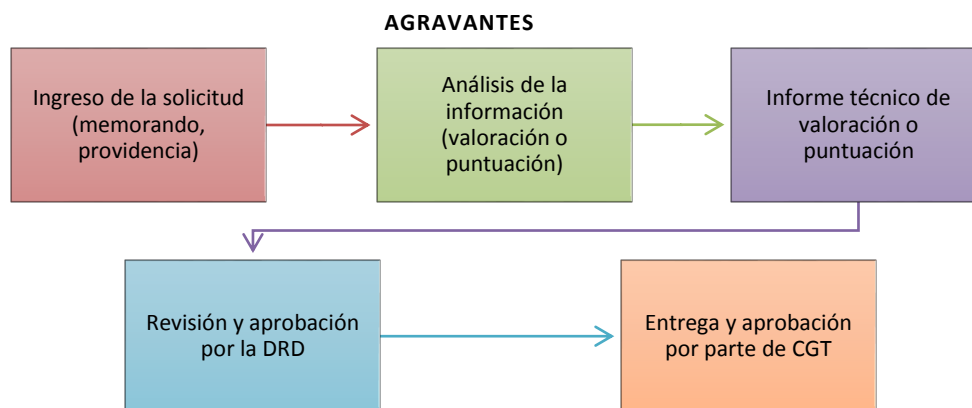 AGRAVANTES
Ingreso de la solicitud
(memorando,
providencia)
Análisis de la
información
(valoración o
puntuación)
Informe técnico de
valoración o
puntuación
Revisión y aprobación
por la DRD
Entrega y aprobación
por parte de CGT